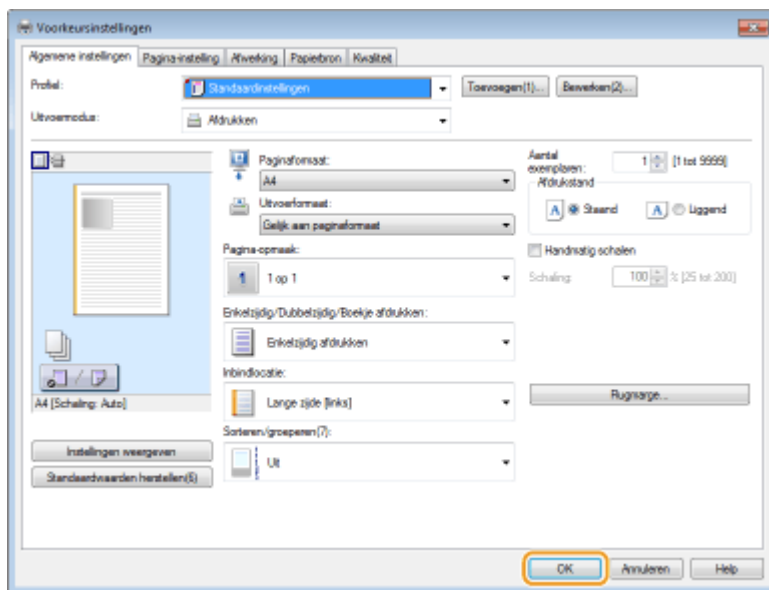 Voorkeursinstellingen
Algemene instellingen Pagina-instelling Afwerking Papierbron Kwaliteit
Profiel: Standaardinstellingen Toevoegen(1)... Bewerken(2)...
Uitvoermodus: Afdrukken
Paginaformaat:
A4
Uitvoerformaat:
Gelijk aan paginaformaat
Pagina-opmaak:
1 1 op 1
Enkelzijdig/Dubbelzijdig/Boekje afdrukken:
Enkelzijdig afdrukken
Inbindlocatie:
Lange zijde [links]
Sorteren/groeperen(7):
Uit
Aantal
exemplaren: 1 [1 tot 9999]
Afdrukstand
A Staand A Liggend
Handmatig schalen
Schaling: 100 % [25 tot 200]
Rugmarge...
A4 [Schaling: Auto]
Instellingen weergeven
Standaardwaarden herstellen(6)
OK Annuleren Help